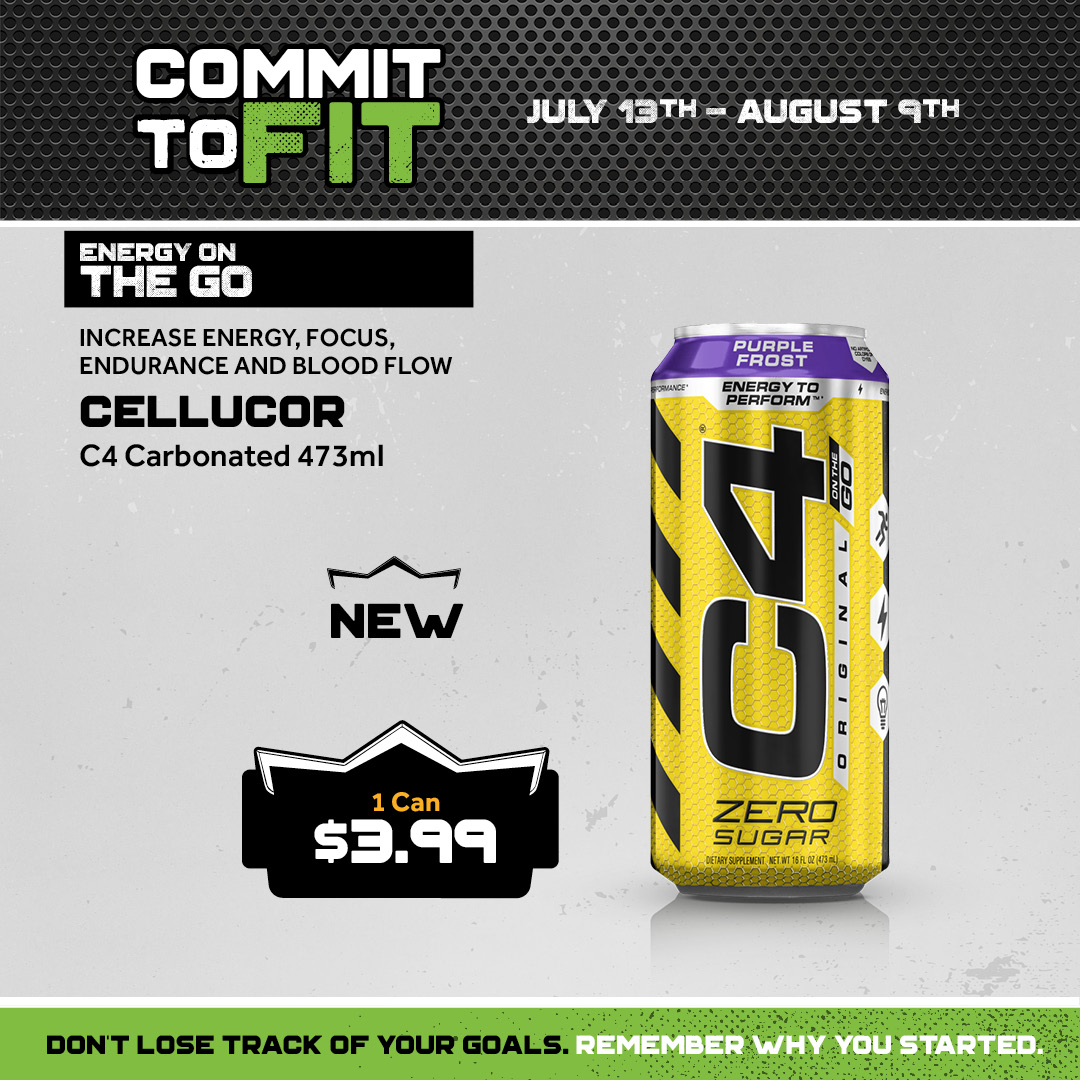 COMMIT
TO FIT
JULY 13TH – AUGUST 9TH
ENERGY ON
THE GO
INCREASE ENERGY, FOCUS,
ENDURANCE AND BLOOD FLOW
CELLUCOR
C4 Carbonated 473ml
NEW
1 Can
$3.99
PURPLE
FROST
ENERGY TO
PERFORM™*
C4®
ON THE
GO
ORIGINAL
ZERO
SUGAR
DIETARY SUPPLEMENT NET WT 16 FL OZ (473 mL)
DON'T LOSE TRACK OF YOUR GOALS. REMEMBER WHY YOU STARTED.